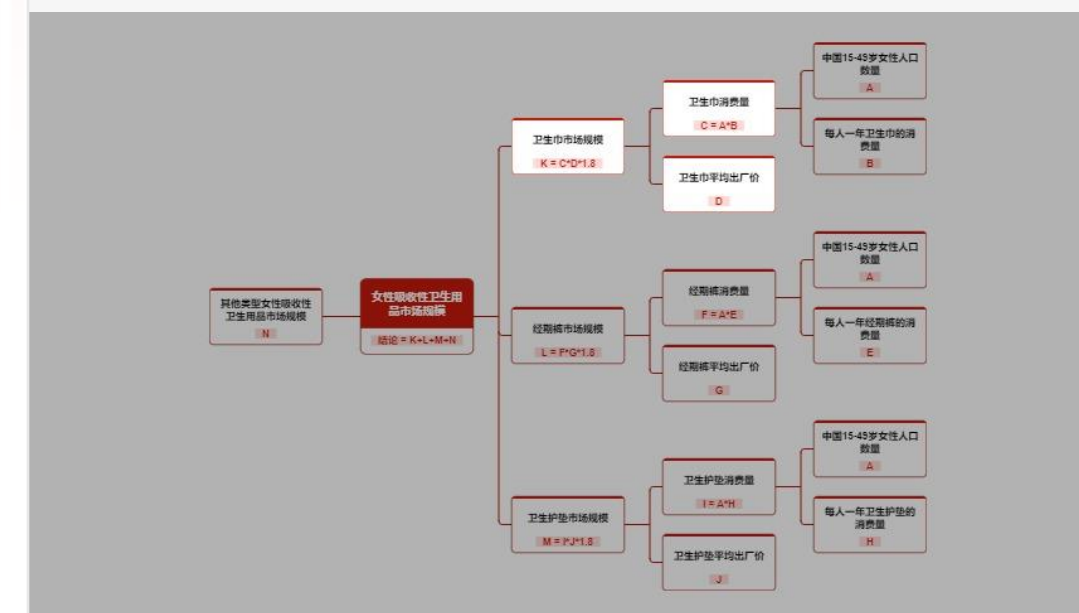 中国15-49岁女性人口
数量
A
卫生巾消费量
C = A*B
每人一年卫生巾的消
费量
B
卫生巾市场规模
K = C*D*1.8
卫生巾平均出厂价
D
中国15-49岁女性人口
数量
A
经期裤消费量
F = A*E
每人一年经期裤的消
费量
E
其他类型女性吸收性
卫生用品市场规模
N
女性吸收性卫生用
品市场规模
结论 = K+L+M+N
经期裤市场规模
L = F*G*1.8
经期裤平均出厂价
G
中国15-49岁女性人口
数量
A
卫生护垫消费量
I = A*H
每人一年卫生护垫的
消费量
H
卫生护垫市场规模
M = I*J*1.8
卫生护垫平均出厂价
J